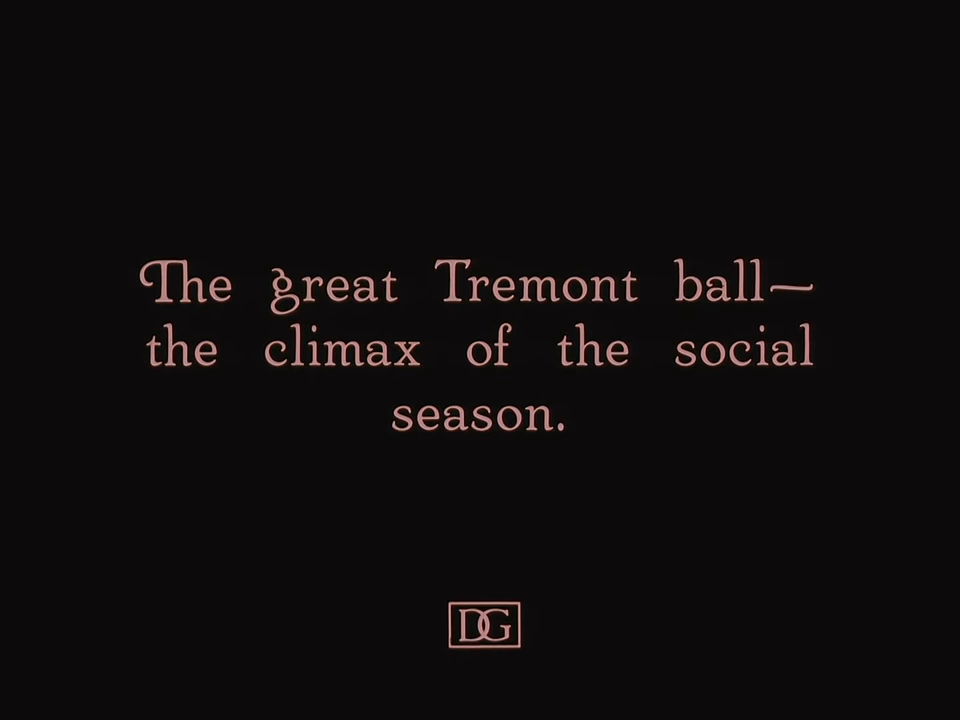 The great Tremont ball—
the climax of the social
season.
DG